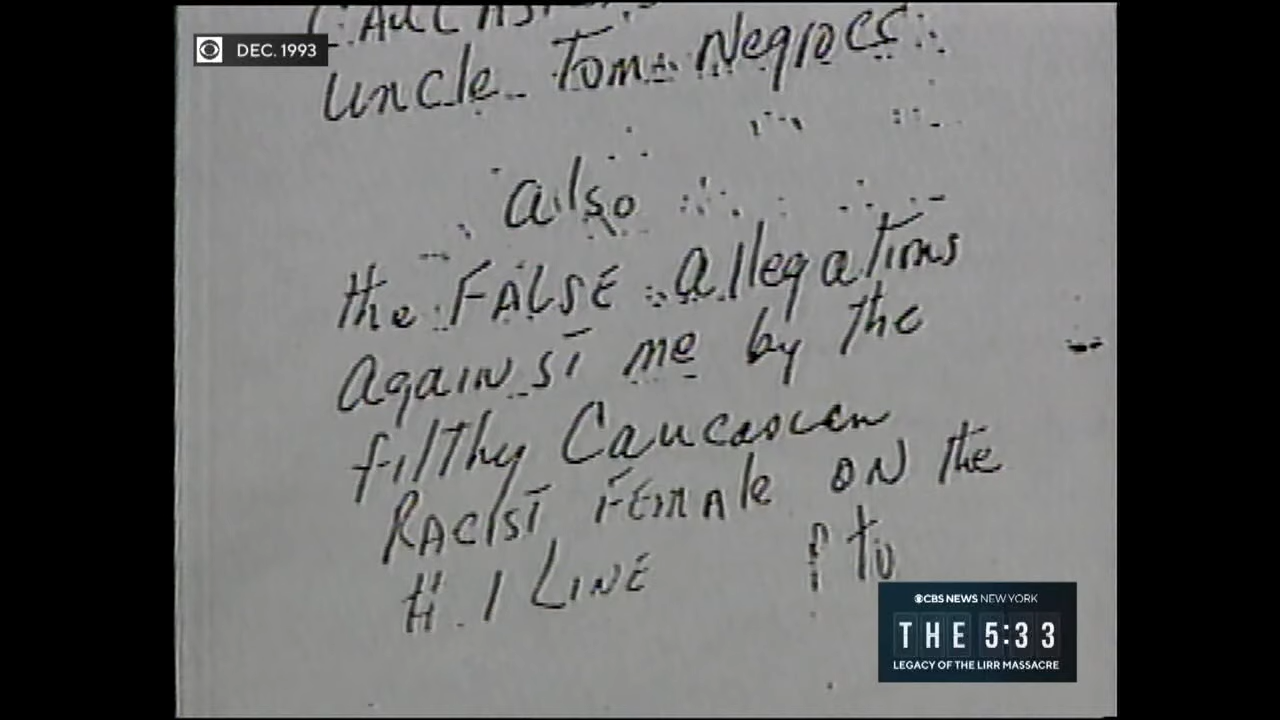 DEC. 1993
Uncle Tom Negroes
also
the FALSE allegations
against me by the
filthy Caucasian
RACIST FEMALE ON the
# 1 LINE
CBS NEWS NEW YORK
THE 5:33
LEGACY OF THE LIRR MASSACRE